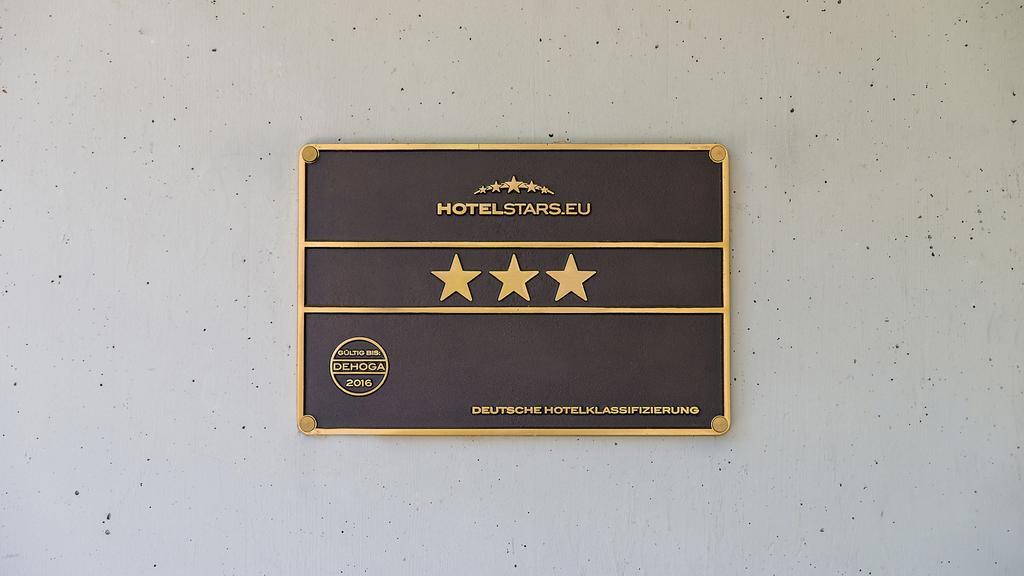 HOTELSTARS.EU
GÜLTIG BIS:
DEHOGA
2016
DEUTSCHE HOTELKLASSIFIZIERUNG